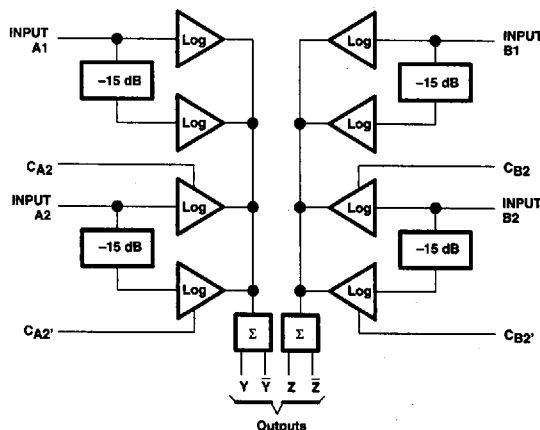 INPUT
A1
Log
Log
INPUT
B1
−15 dB
−15 dB
Log
Log
CA2
CB2
INPUT
A2
Log
Log
INPUT
B2
−15 dB
−15 dB
Log
Log
CA2'
CB2'
Σ
Σ
Y Y̅ Z Z̅
Outputs